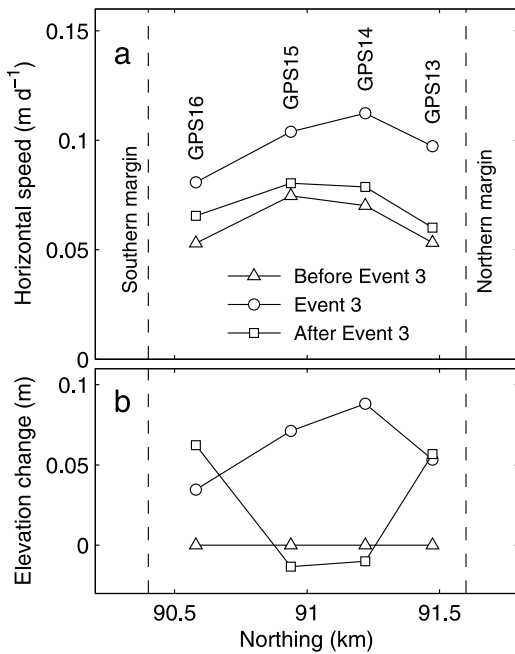 0.15
a
GPS16
GPS15
GPS14
GPS13
0.1
Horizontal speed (m d⁻¹)
Southern margin
Northern margin
0.05
Before Event 3
Event 3
After Event 3
0
0.1
b
Elevation change (m)
0.05
0
90.5
91
91.5
Northing (km)